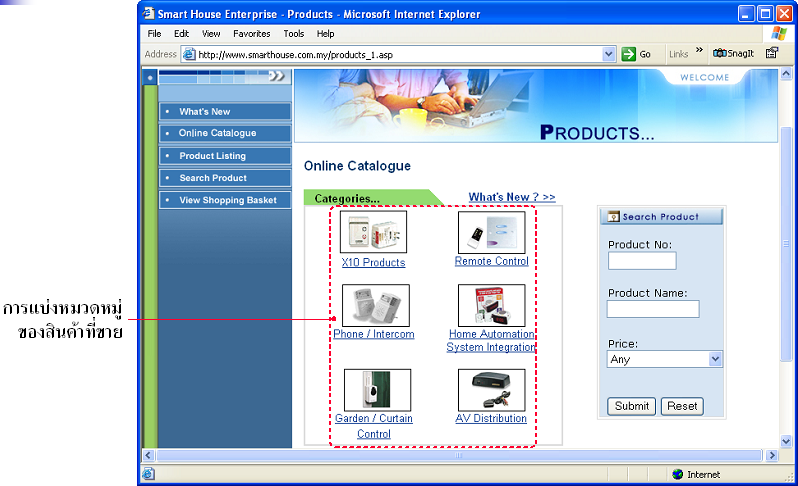 Smart House Enterprise - Products - Microsoft Internet Explorer
File Edit View Favorites Tools Help
Address http://www.smarthouse.com.my/products_1.asp Go Links » SnagIt
WELCOME
What's New
Online Catalogue
Product Listing
Search Product
View Shopping Basket
PRODUCTS...
Online Catalogue
Categories... What's New ? >>
X10 Products
Remote Control
Phone / Intercom
Home Automation
System Integration
Garden / Curtain
Control
AV Distribution
Search Product
Product No:
Product Name:
Price:
Any
Submit Reset
การแบ่งหมวดหมู่
ของสินค้าที่ขาย
Internet